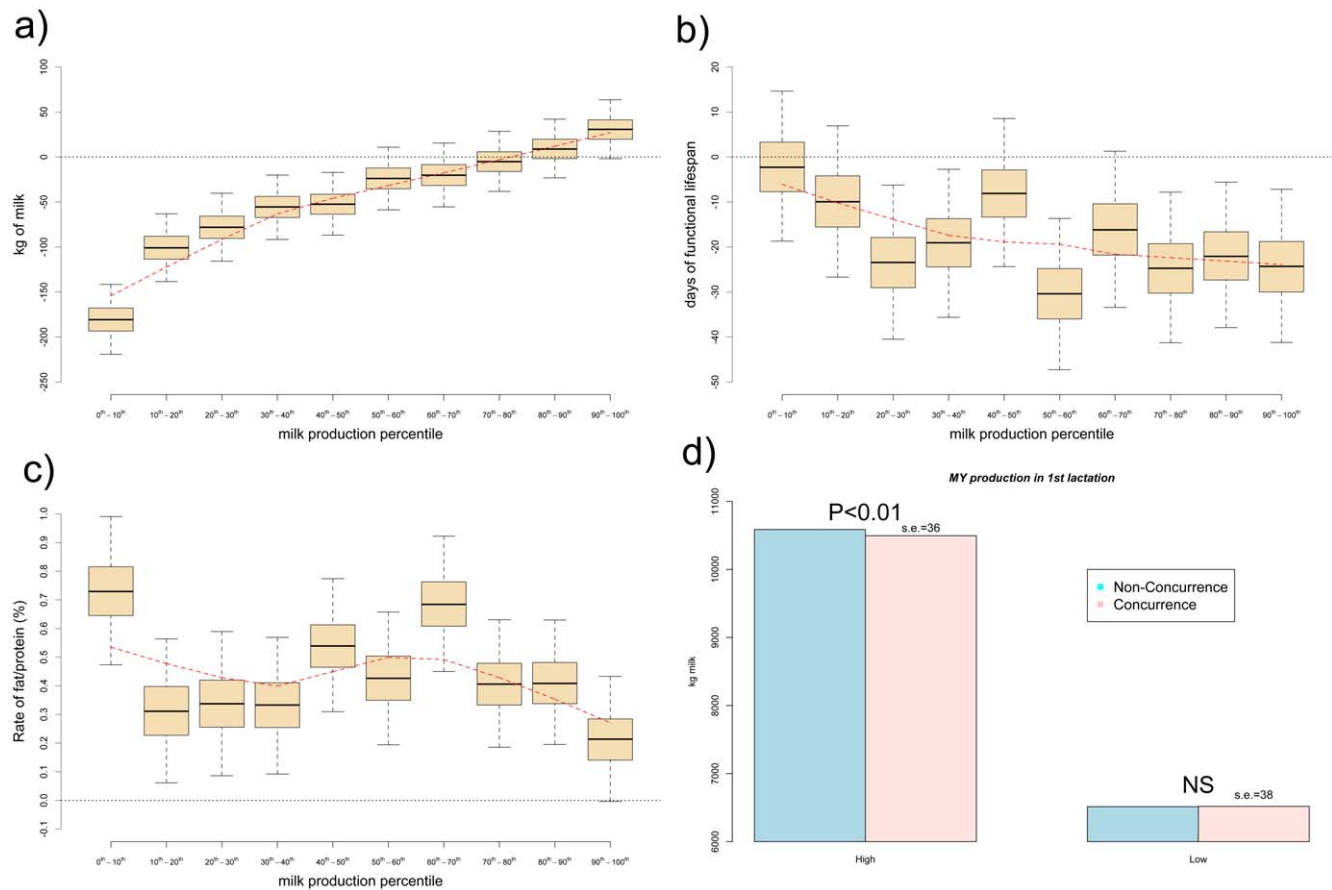 a)
100
50
0
-50
-100
-150
-200
-250
kg of milk
0th – 10th
10th – 20th
20th – 30th
30th – 40th
40th – 50th
50th – 60th
60th – 70th
70th – 80th
80th – 90th
90th – 100th
milk production percentile
b)
20
10
0
-10
-20
-30
-40
-50
days of functional lifespan
0th – 10th
10th – 20th
20th – 30th
30th – 40th
40th – 50th
50th – 60th
60th – 70th
70th – 80th
80th – 90th
90th – 100th
milk production percentile
c)
1.0
0.9
0.8
0.7
0.6
0.5
0.4
0.3
0.2
0.1
0.0
-0.1
Rate of fat/protein (%)
0th – 10th
10th – 20th
20th – 30th
30th – 40th
40th – 50th
50th – 60th
60th – 70th
70th – 80th
80th – 90th
90th – 100th
milk production percentile
d)
MY production in 1st lactation
11000
10000
9000
8000
7000
6000
kg milk
P<0.01
s.e.=36
Non-Concurrence
Concurrence
NS
s.e.=38
High
Low